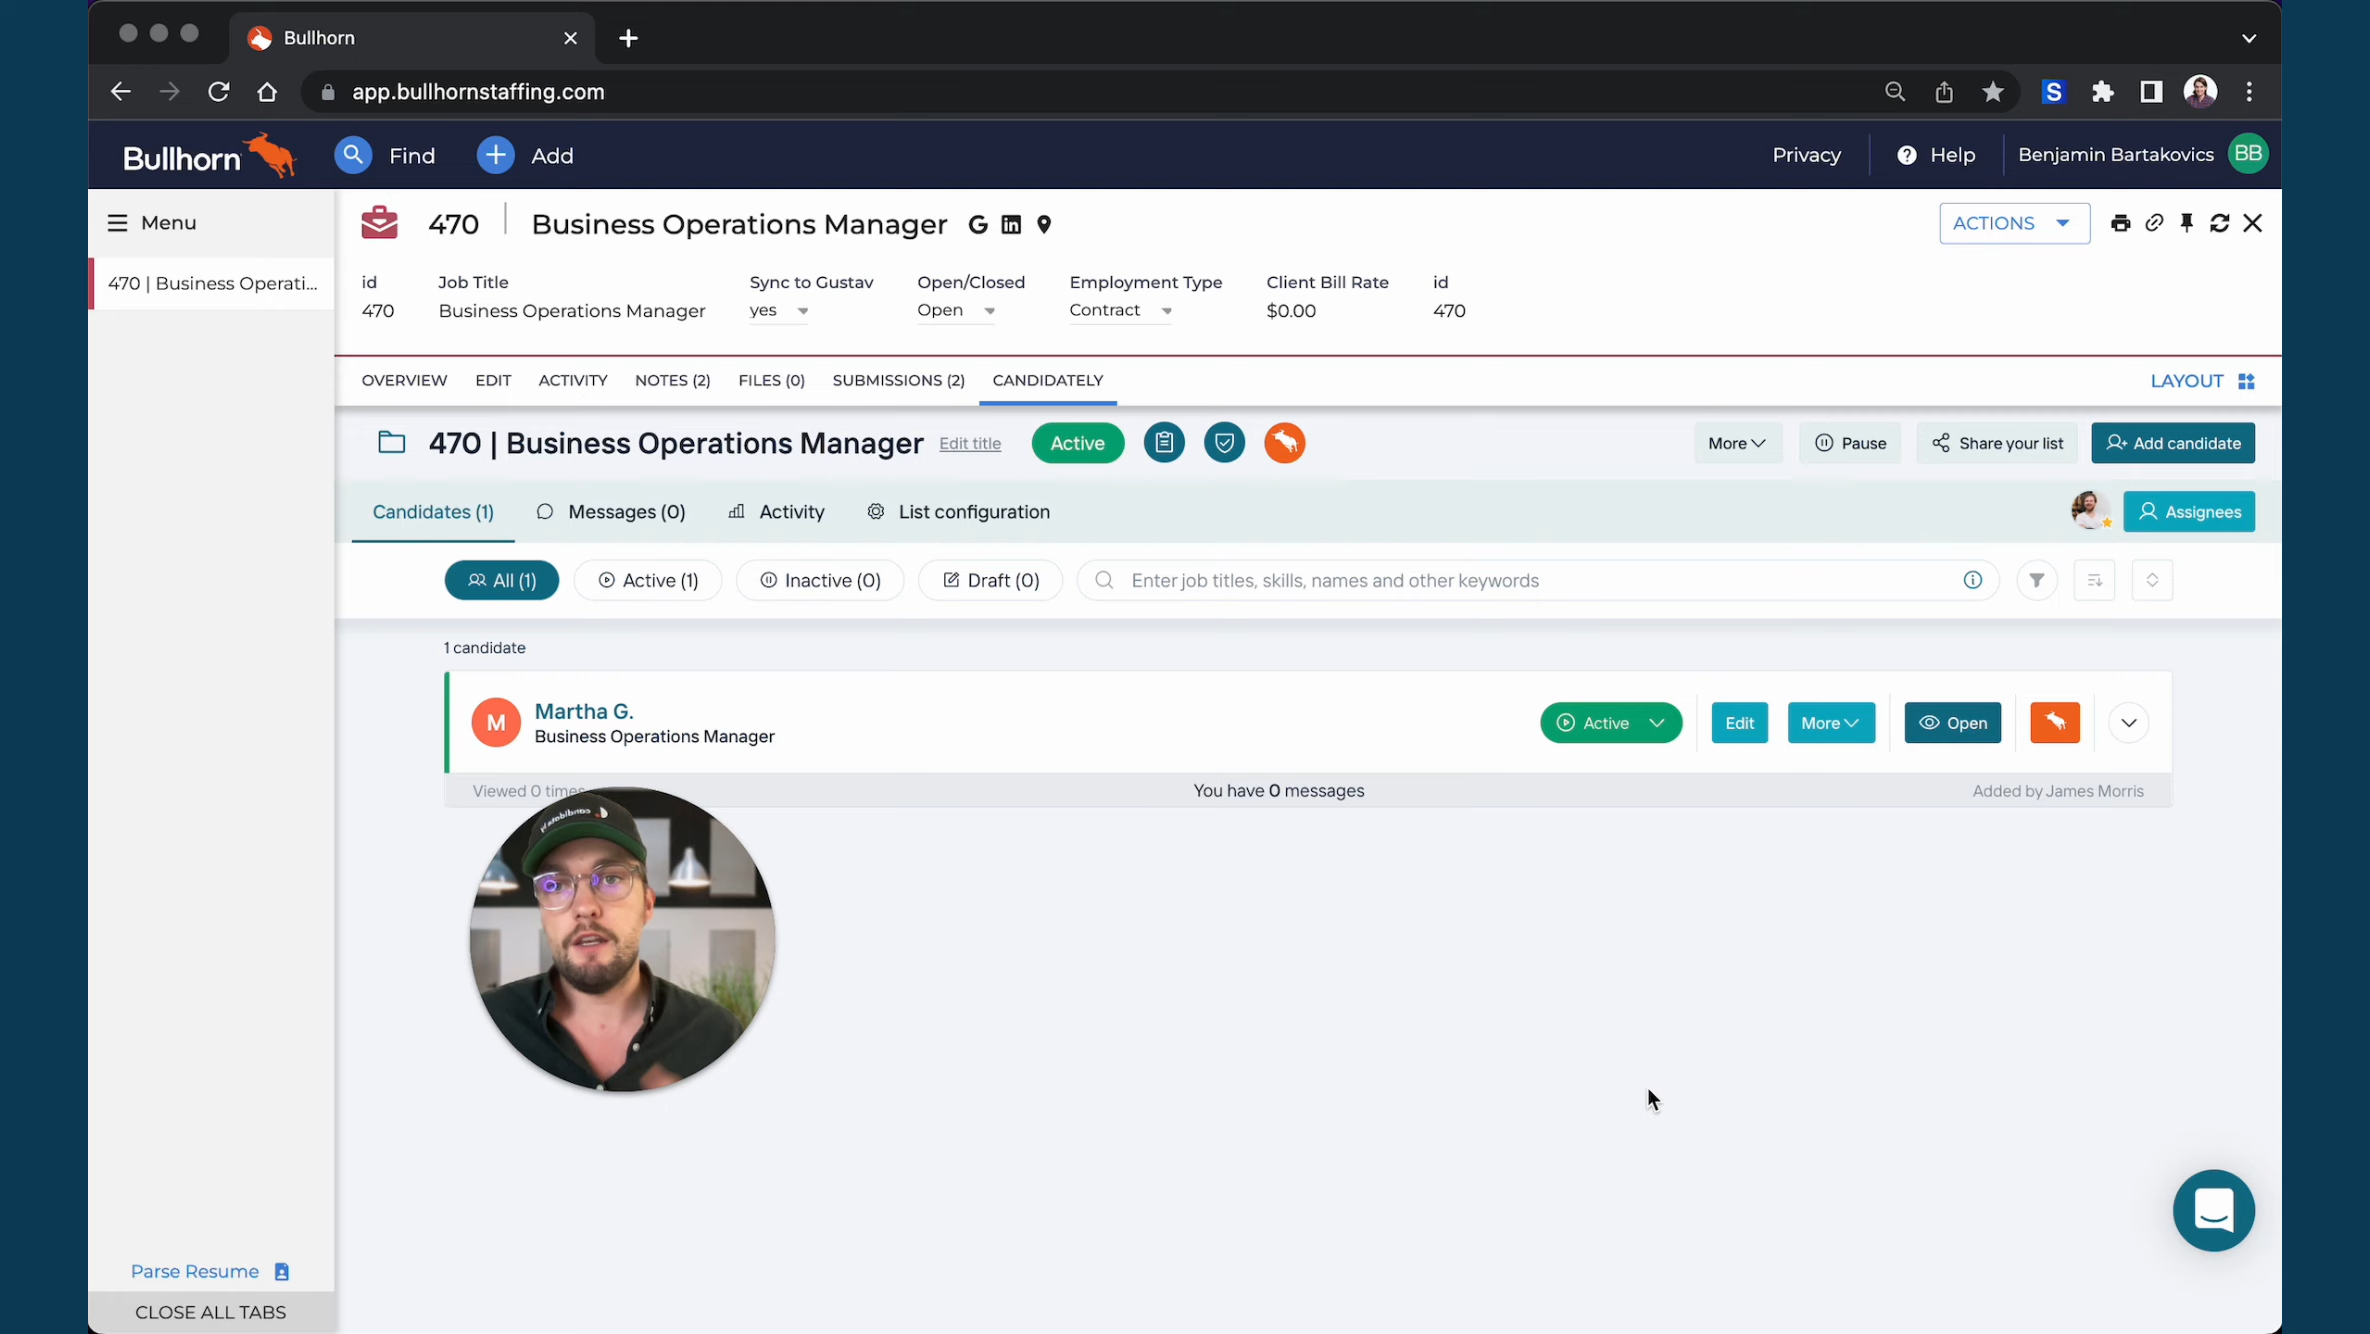 Bullhorn
app.bullhornstaffing.com
S
Bullhorn
Find
Add
Privacy
Help
Benjamin Bartakovics
BB
Menu
470 | Business Operati...
470
Business Operations Manager
ACTIONS
id
Job Title
Sync to Gustav
Open/Closed
Employment Type
Client Bill Rate
id
470
Business Operations Manager
yes
Open
Contract
$0.00
470
OVERVIEW
EDIT
ACTIVITY
NOTES (2)
FILES (0)
SUBMISSIONS (2)
CANDIDATELY
LAYOUT
470 | Business Operations Manager
Edit title
Active
More
Pause
Share your list
Add candidate
Candidates (1)
Messages (0)
Activity
List configuration
Assignees
All (1)
Active (1)
Inactive (0)
Draft (0)
Enter job titles, skills, names and other keywords
1 candidate
M
Martha G.
Business Operations Manager
Active
Edit
More
Open
Viewed 0 times
You have 0 messages
Added by James Morris
Parse Resume
CLOSE ALL TABS